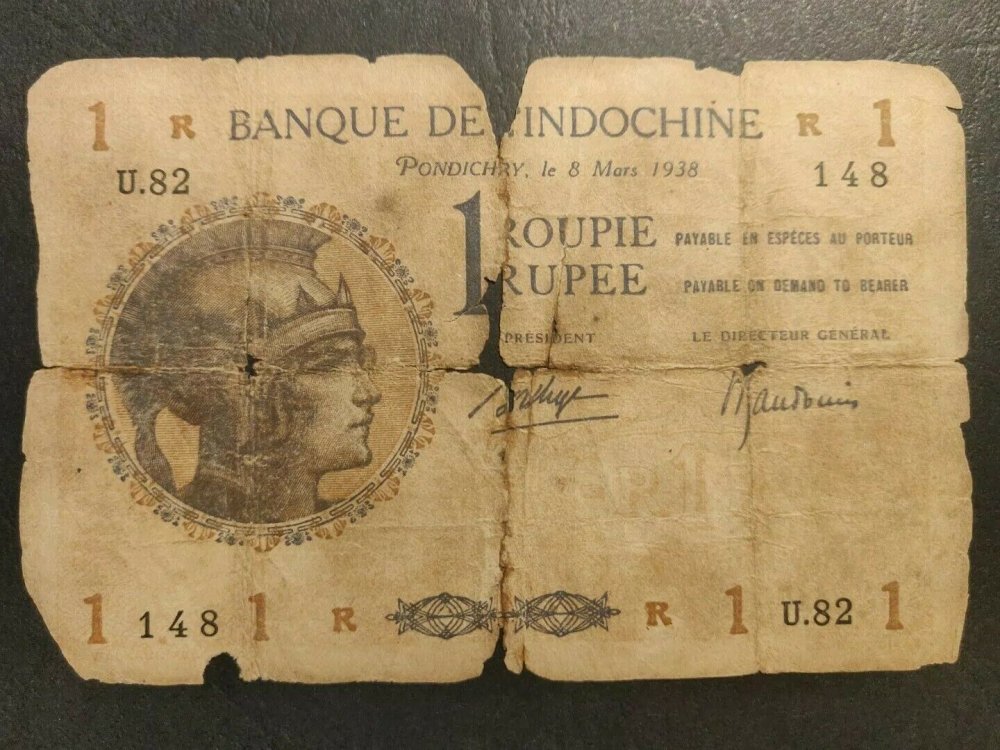 1 R BANQUE DE L'INDOCHINE R 1
U.82 PONDICHRY, le 8 Mars 1938 148
1 ROUPIE PAYABLE EN ESPÈCES AU PORTEUR
RUPEE PAYABLE ON DEMAND TO BEARER
PRÉSIDENT LE DIRECTEUR GÉNÉRAL
1 148 1 R R 1 U.82 1